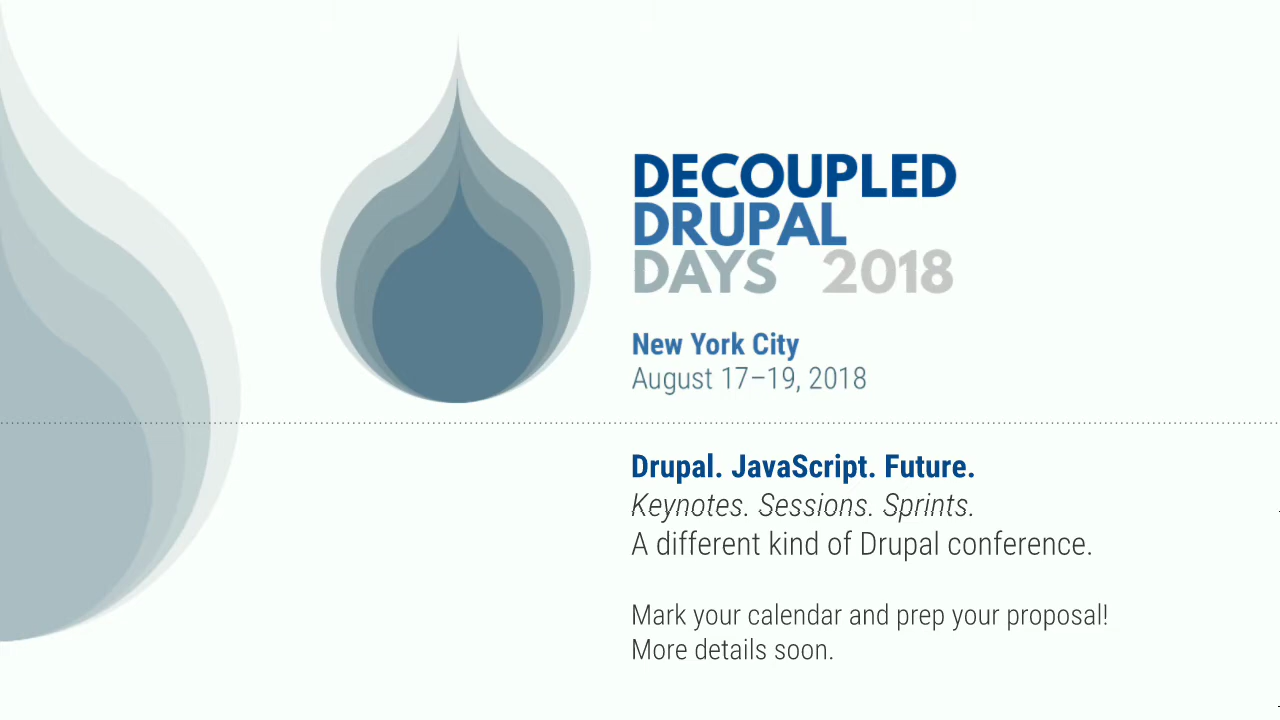 DECOUPLED
DRUPAL
DAYS 2018
New York City
August 17–19, 2018
Drupal. JavaScript. Future.
Keynotes. Sessions. Sprints.
A different kind of Drupal conference.
Mark your calendar and prep your proposal!
More details soon.